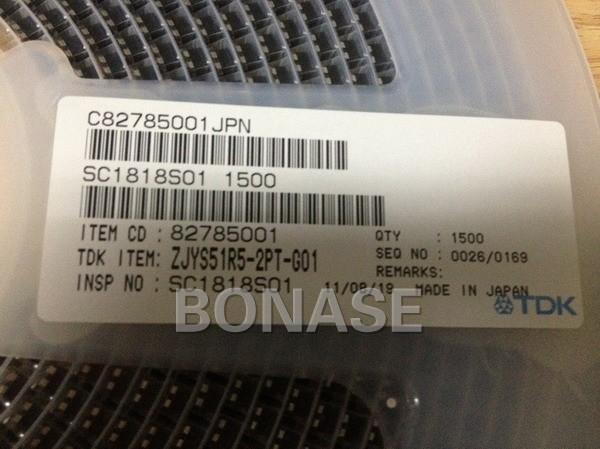 C82785001JPN
SC1818S01 1500
ITEM CD : 82785001 QTY : 1500
TDK ITEM: ZJYS51R5-2PT-G01 SEQ NO : 0026/0169
INSP NO : SC1818S01 11/08/19 REMARKS:
MADE IN JAPAN
TDK
BONASE